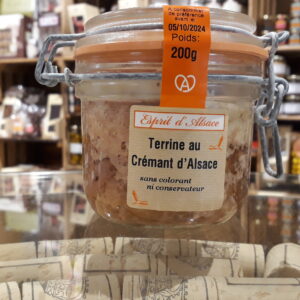 A consommer
de préférence
avant le
05/10/2024
Poids:
200g
Esprit d'Alsace
Terrine au
Crémant d'Alsace
sans colorant
ni conservateur